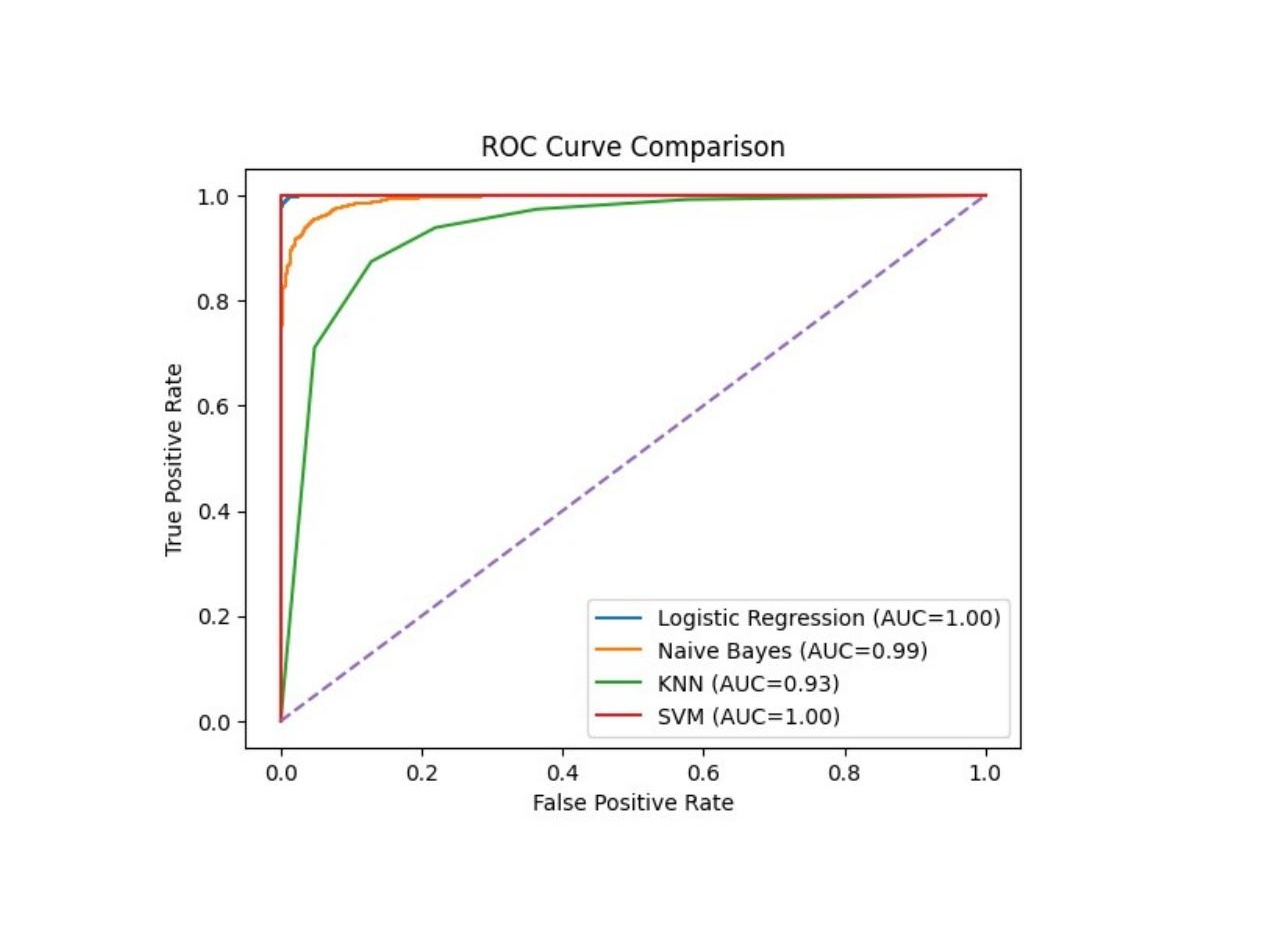 ROC Curve Comparison
1.0
0.8
0.6
0.4
0.2
0.0
True Positive Rate
Logistic Regression (AUC=1.00)
Naive Bayes (AUC=0.99)
KNN (AUC=0.93)
SVM (AUC=1.00)
0.0 0.2 0.4 0.6 0.8 1.0
False Positive Rate